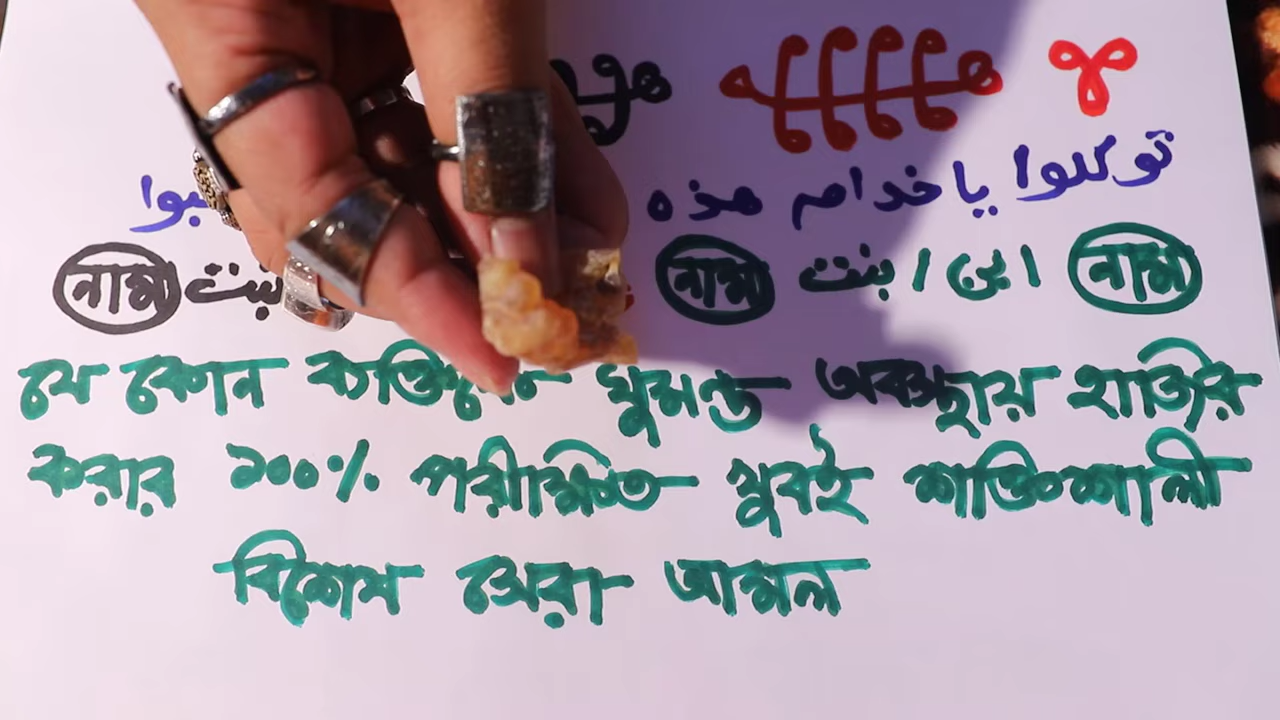 توكلوا يا خدام هذه
নাম ابن / بنت / নাম بنت নাম
যে কোন ব্যক্তিকে ঘুমন্ত অবস্থায় হাজির
করার ১০০% পরীক্ষিত খুবই শক্তিশালী
বিশেষ সেরা আমল